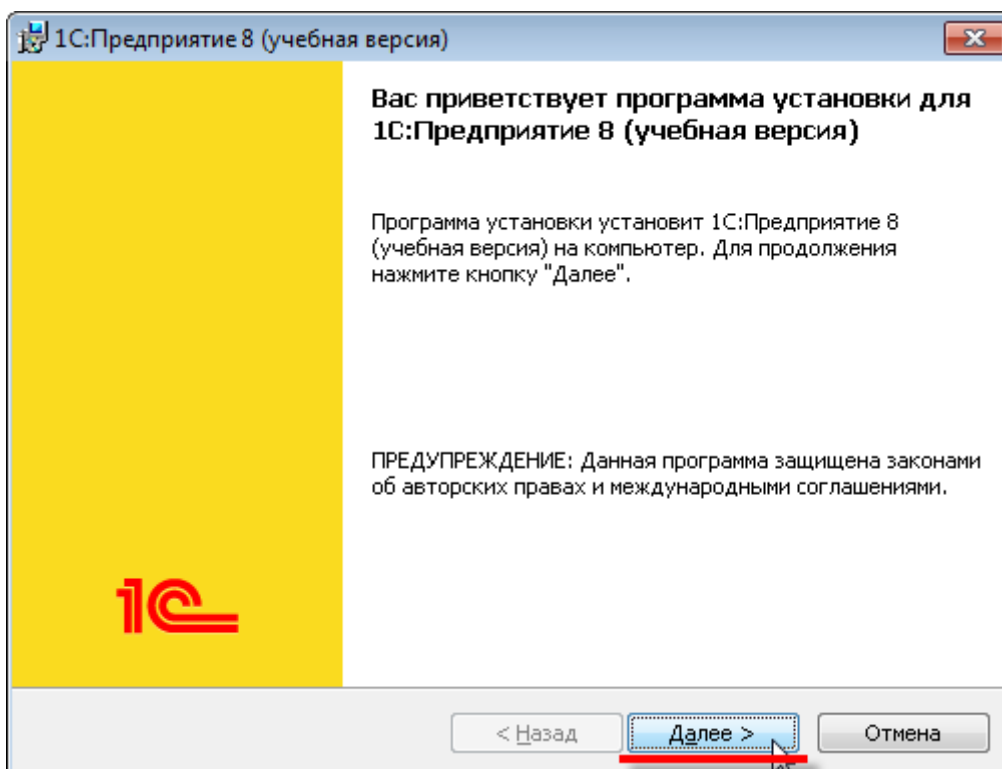 1С:Предприятие 8 (учебная версия)
Вас приветствует программа установки для
1С:Предприятие 8 (учебная версия)
Программа установки установит 1С:Предприятие 8
(учебная версия) на компьютер. Для продолжения
нажмите кнопку "Далее".
ПРЕДУПРЕЖДЕНИЕ: Данная программа защищена законами
об авторских правах и международными соглашениями.
1С
< Назад
Далее >
Отмена